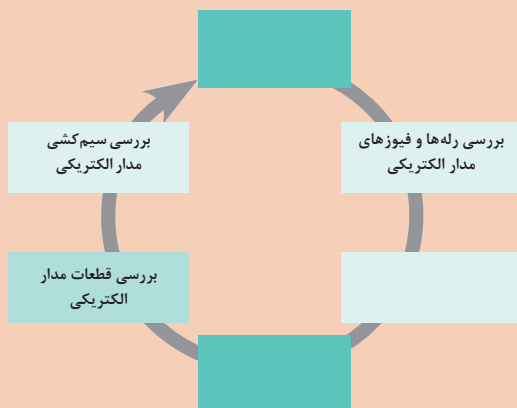 بررسی رله‌ها و فیوزهای
مدار الکتریکی
بررسی سیم‌کشی
مدار الکتریکی
بررسی قطعات مدار
الکتریکی